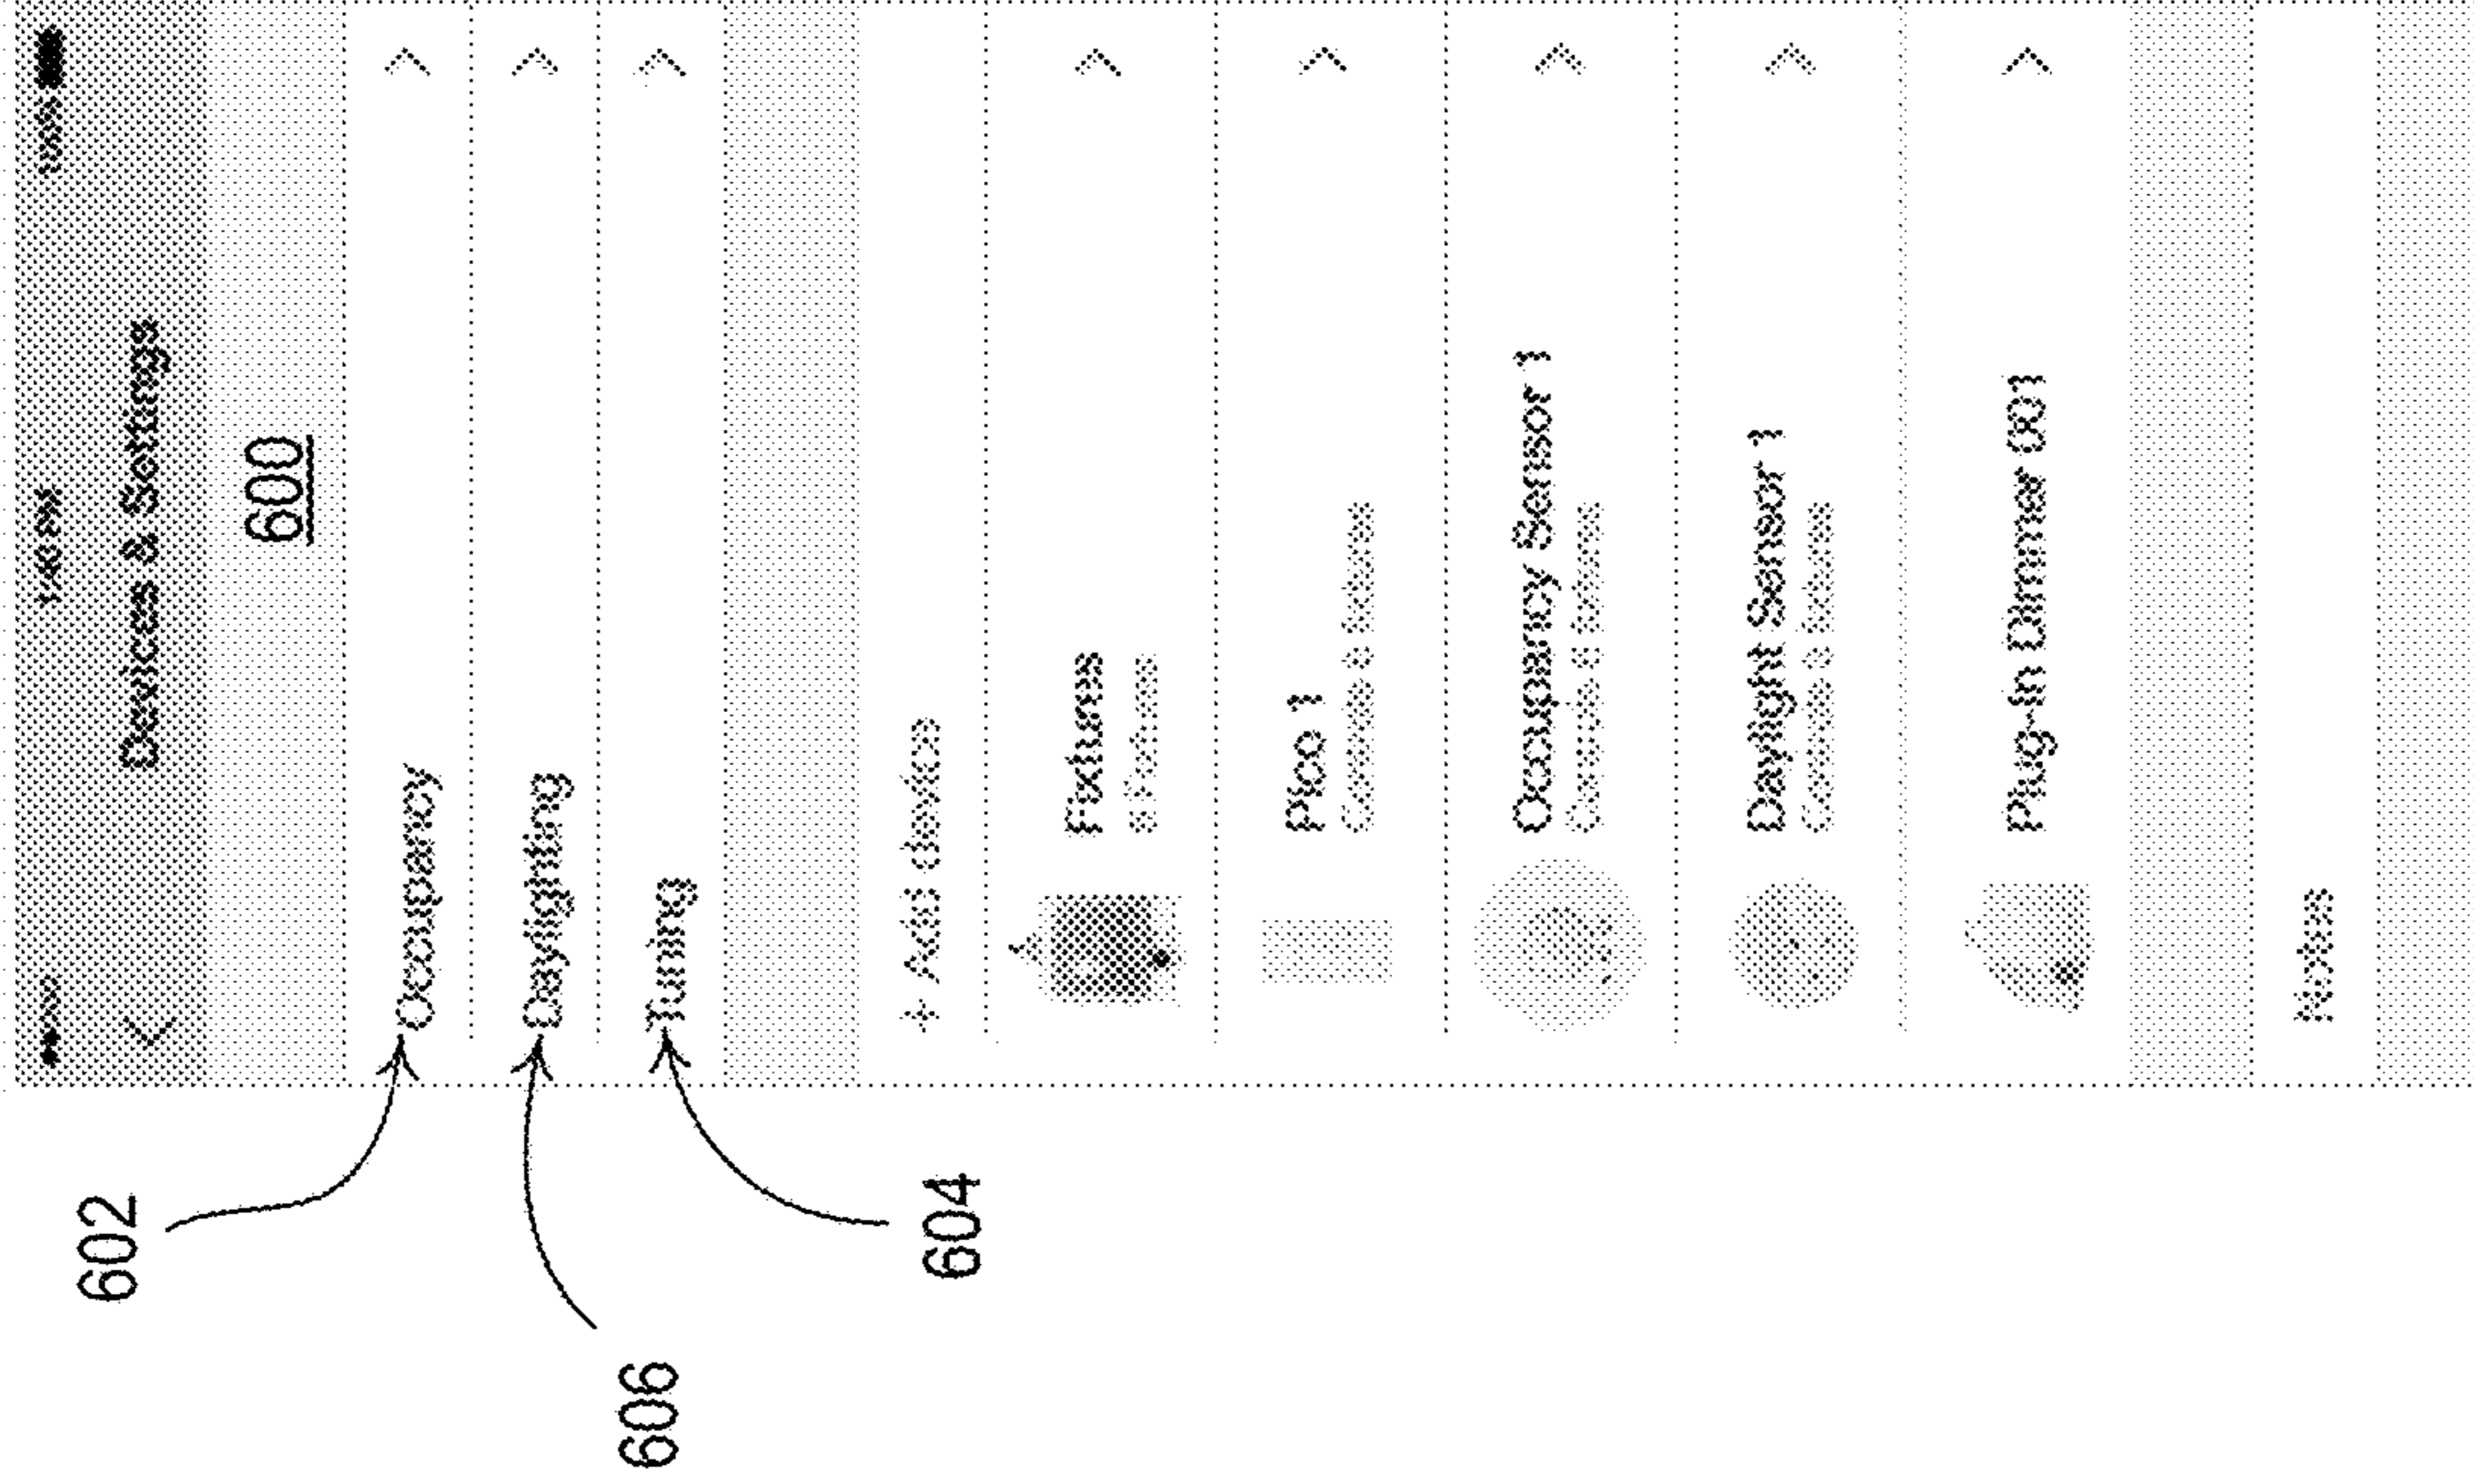 Devices & Settings
600
602
Occupancy
606
Daylighting
604
Tuning
+ Add devices
Fixtures
Pico 1
Occupancy Sensor 1
Daylight Sensor 1
Plug-In Dimmer 001
Notes